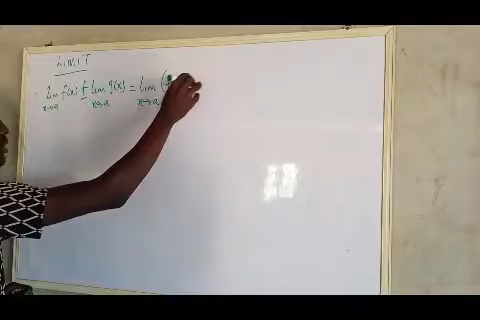 LIMIT
lim f(x) ± lim g(x) = lim (
x→a x→a x→a